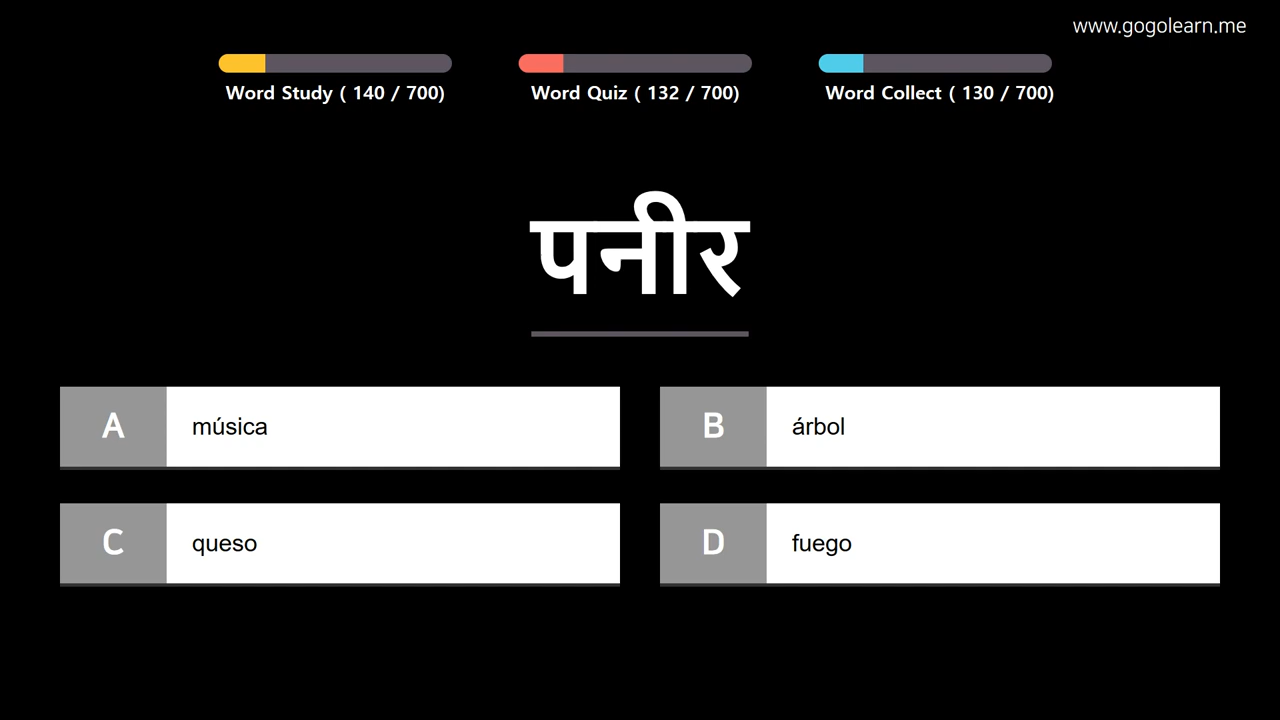 www.gogolearn.me
Word Study ( 140 / 700)
Word Quiz ( 132 / 700)
Word Collect ( 130 / 700)
पनीर
A
música
B
árbol
C
queso
D
fuego